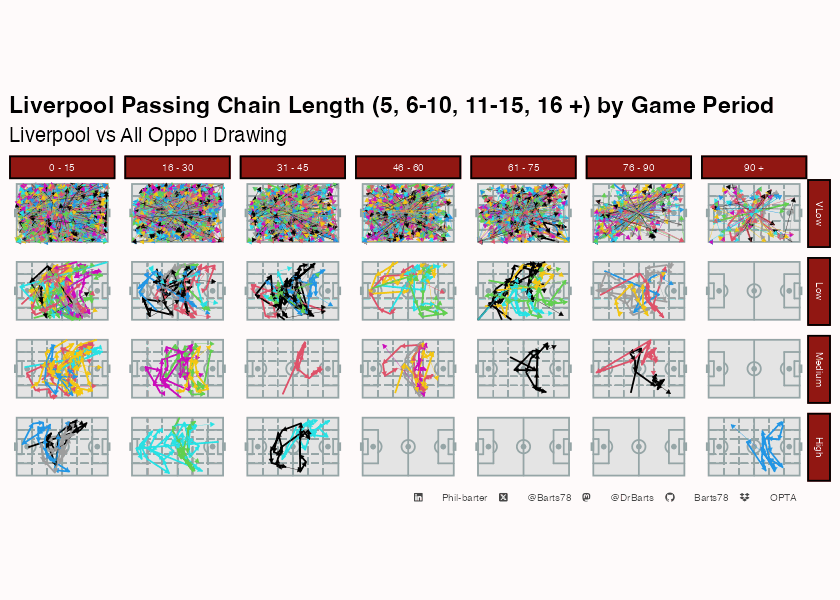 Liverpool Passing Chain Length (5, 6-10, 11-15, 16 +) by Game Period
Liverpool vs All Oppo | Drawing
0 - 15 16 - 30 31 - 45 46 - 60 61 - 75 76 - 90 90 +
VLow
Low
Medium
High
Phil-barter @Barts78 @DrBarts Barts78 OPTA